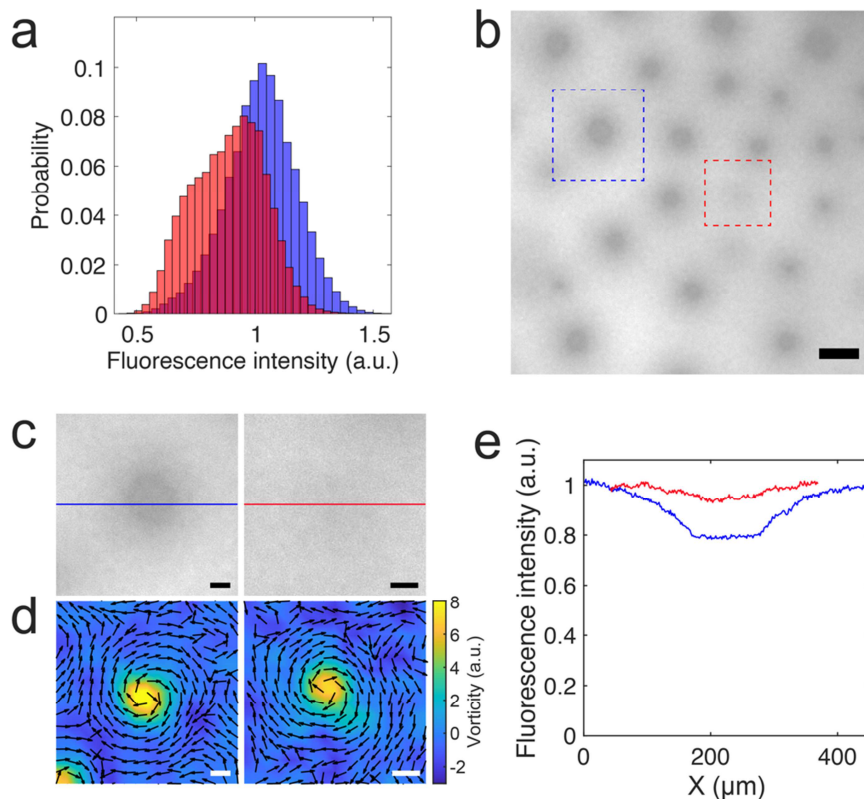 a
0.1
0.08
0.06
0.04
0.02
0
Probability
0.5
1
1.5
Fluorescence intensity (a.u.)
b
c
d
8
6
4
2
0
-2
Vorticity (a.u.)
e
1
0.8
0.6
0.4
0.2
0
Fluorescence intensity (a.u.)
0
200
400
X (µm)